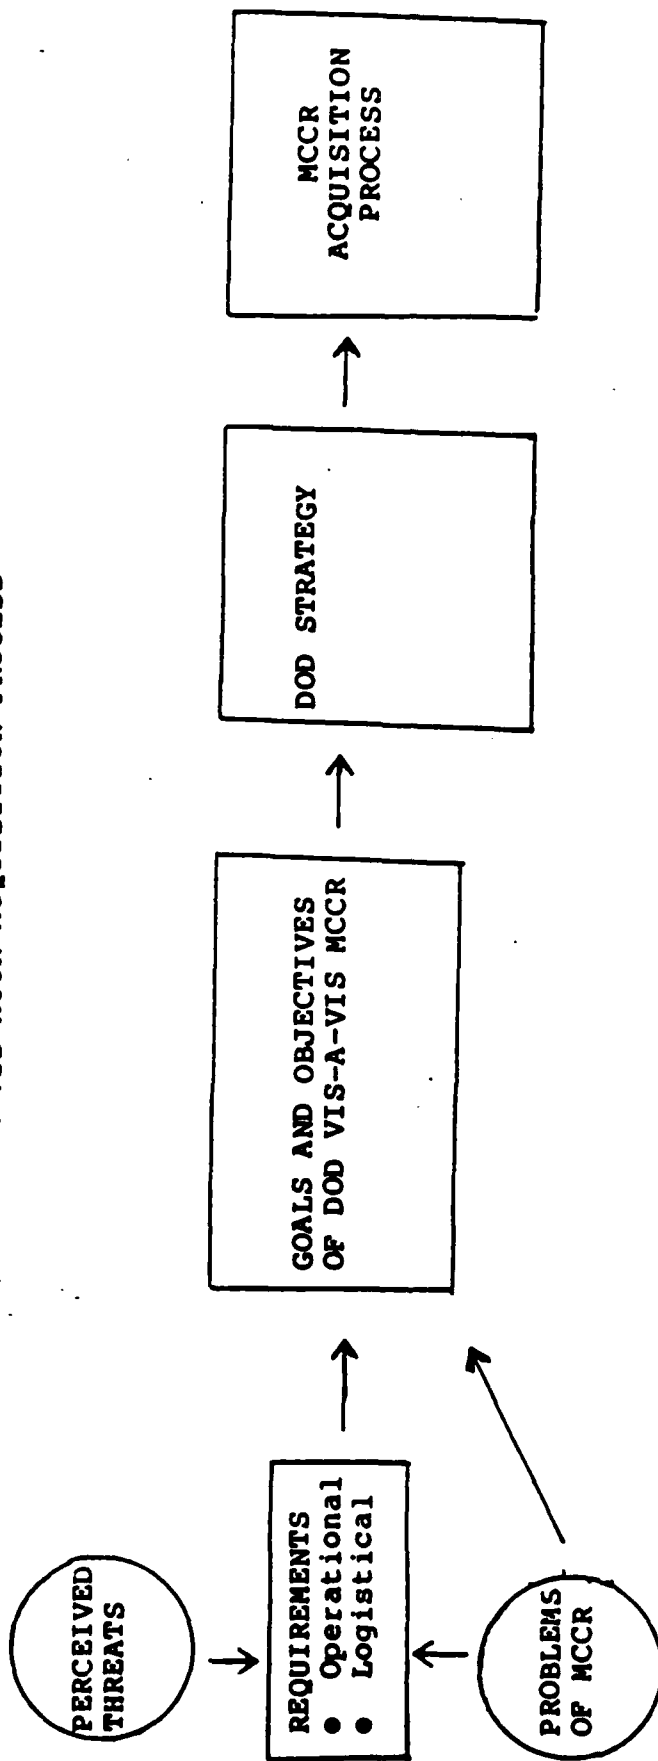 PERCEIVED
THREATS
REQUIREMENTS
● Operational
● Logistical
PROBLEMS
OF MCCR
GOALS AND OBJECTIVES
OF DOD VIS-A-VIS MCCR
DOD STRATEGY
MCCR
ACQUISITION
PROCESS